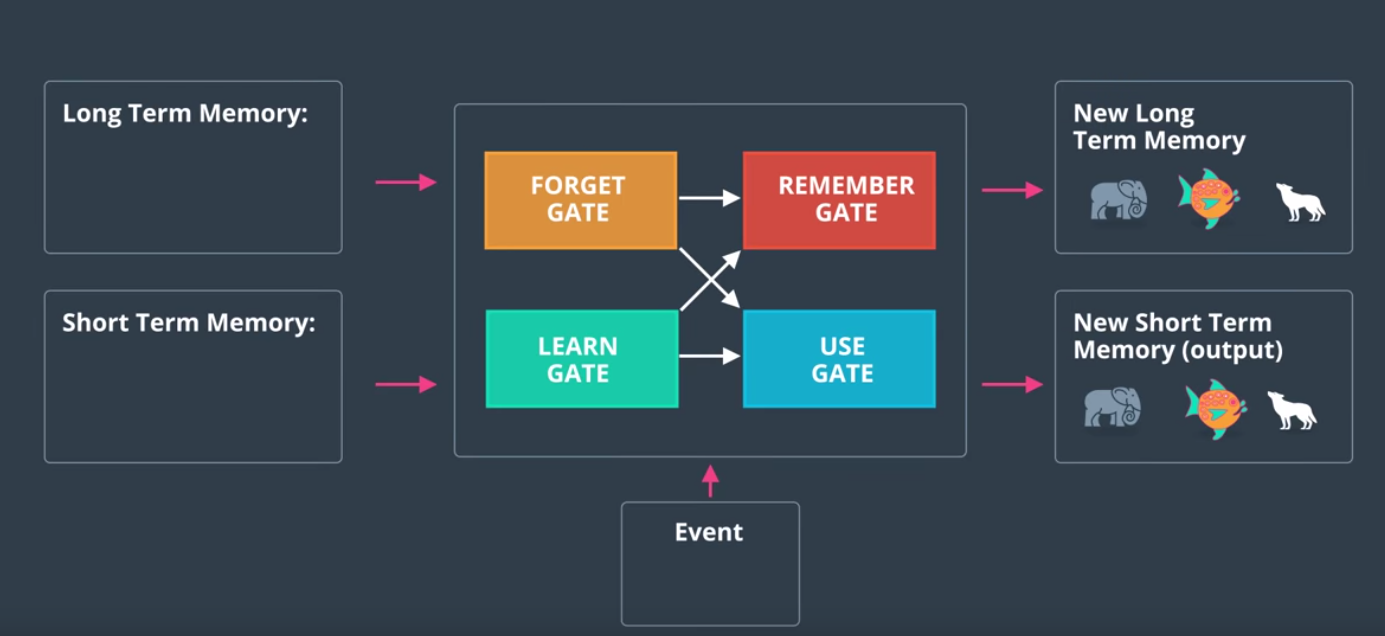 Long Term Memory:
Short Term Memory:
FORGET
GATE
REMEMBER
GATE
LEARN
GATE
USE
GATE
Event
New Long
Term Memory
New Short Term
Memory (output)